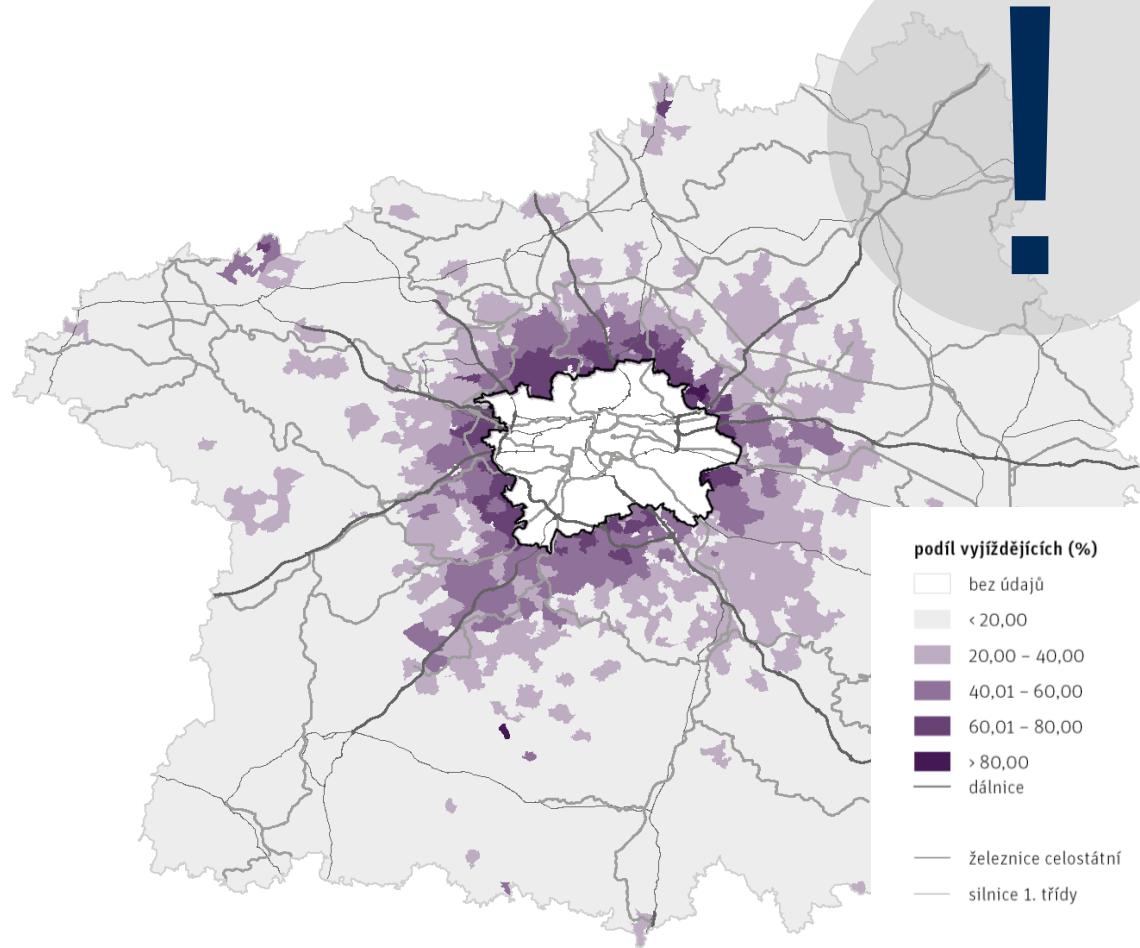 !
podíl vyjíždějících (%)
bez údajů
< 20,00
20,00 – 40,00
40,01 – 60,00
60,01 – 80,00
> 80,00
dálnice
železnice celostátní
silnice 1. třídy